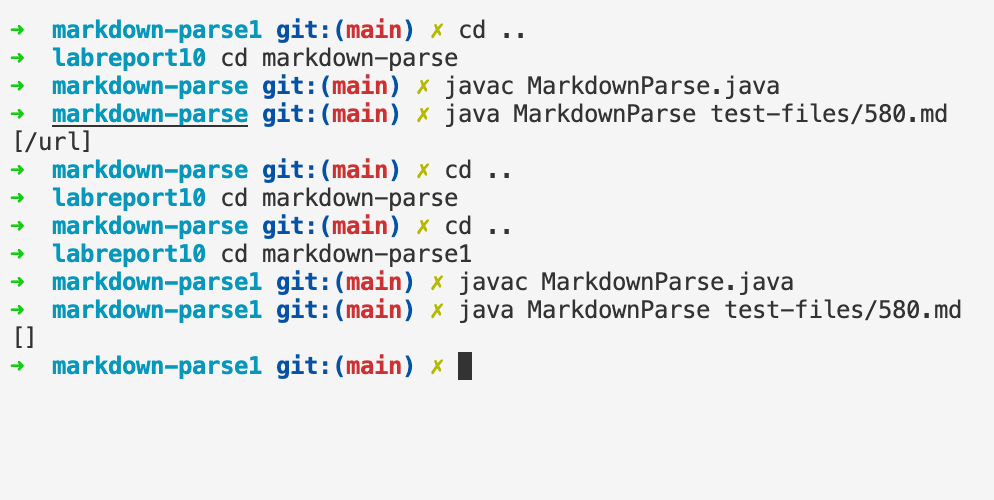 ➜ markdown-parse1 git:(main) ✗ cd ..
➜ labreport10 cd markdown-parse
➜ markdown-parse git:(main) ✗ javac MarkdownParse.java
➜ markdown-parse git:(main) ✗ java MarkdownParse test-files/580.md
[/url]
➜ markdown-parse git:(main) ✗ cd ..
➜ labreport10 cd markdown-parse
➜ markdown-parse git:(main) ✗ cd ..
➜ labreport10 cd markdown-parse1
➜ markdown-parse1 git:(main) ✗ javac MarkdownParse.java
➜ markdown-parse1 git:(main) ✗ java MarkdownParse test-files/580.md
[]
➜ markdown-parse1 git:(main) ✗